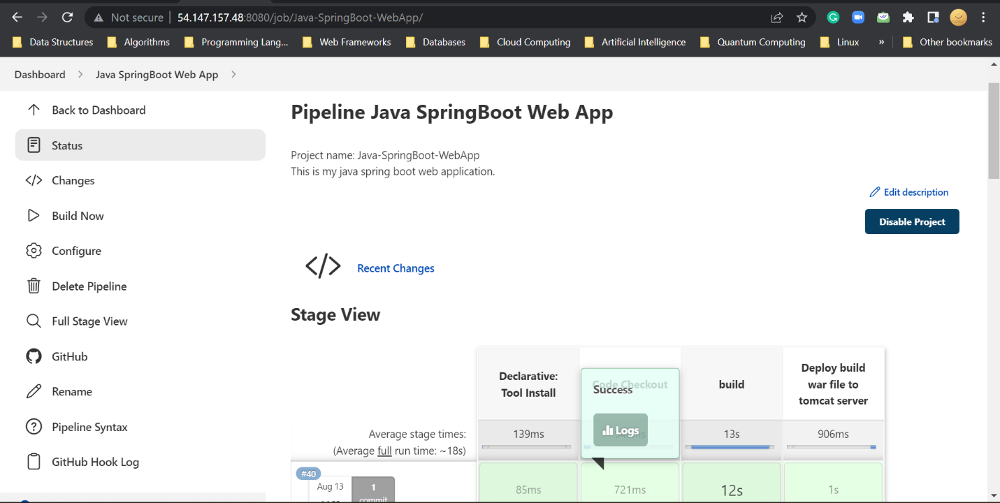 Not secure
54.147.157.48:8080/job/Java-SpringBoot-WebApp/
Data Structures
Algorithms
Programming Lang...
Web Frameworks
Databases
Cloud Computing
Artificial Intelligence
Quantum Computing
Linux
»
Other bookmarks
Dashboard
Java SpringBoot Web App
Back to Dashboard
Status
Changes
Build Now
Configure
Delete Pipeline
Full Stage View
GitHub
Rename
Pipeline Syntax
GitHub Hook Log
Pipeline Java SpringBoot Web App
Project name: Java-SpringBoot-WebApp
This is my java spring boot web application.
Edit description
Disable Project
Recent Changes
Stage View
Declarative:
Tool Install
Code Checkout
Success
Logs
build
Deploy build
war file to
tomcat server
Average stage times:
(Average full run time: ~18s)
139ms
13s
906ms
#40
Aug 13
1
commit
85ms
721ms
12s
1s